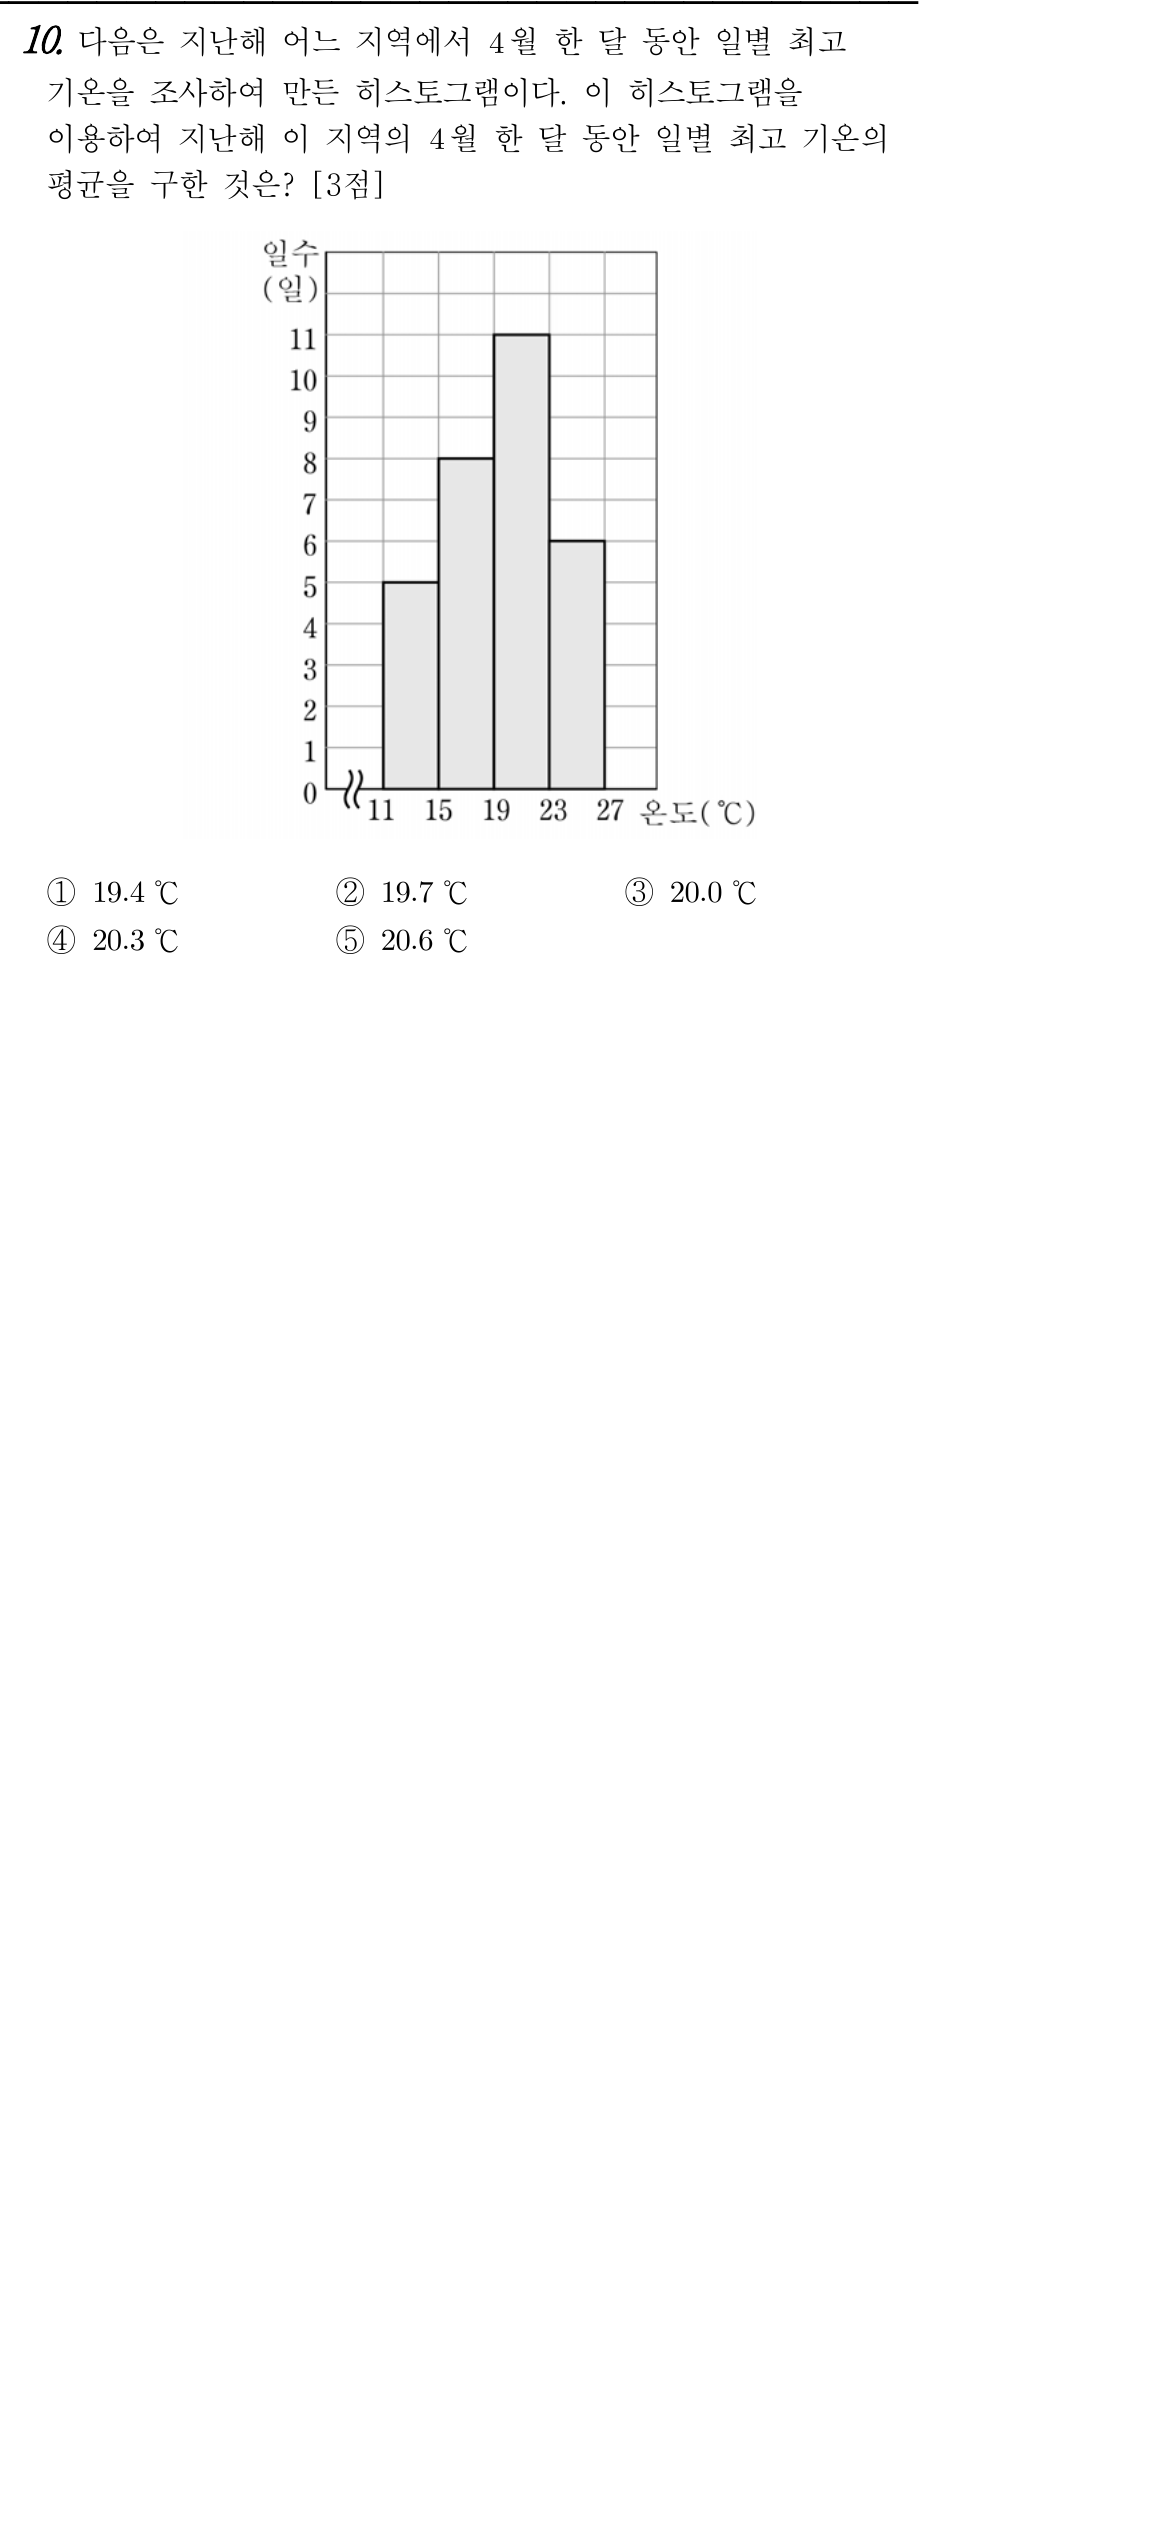 10. 다음은 지난해 어느 지역에서 4월 한 달 동안 일별 최고
기온을 조사하여 만든 히스토그램이다. 이 히스토그램을
이용하여 지난해 이 지역의 4월 한 달 동안 일별 최고 기온의
평균을 구한 것은? [3점]
일수
(일)
11
10
9
8
7
6
5
4
3
2
1
0
11 15 19 23 27 온도(℃)
① 19.4 ℃ ② 19.7 ℃ ③ 20.0 ℃
④ 20.3 ℃ ⑤ 20.6 ℃